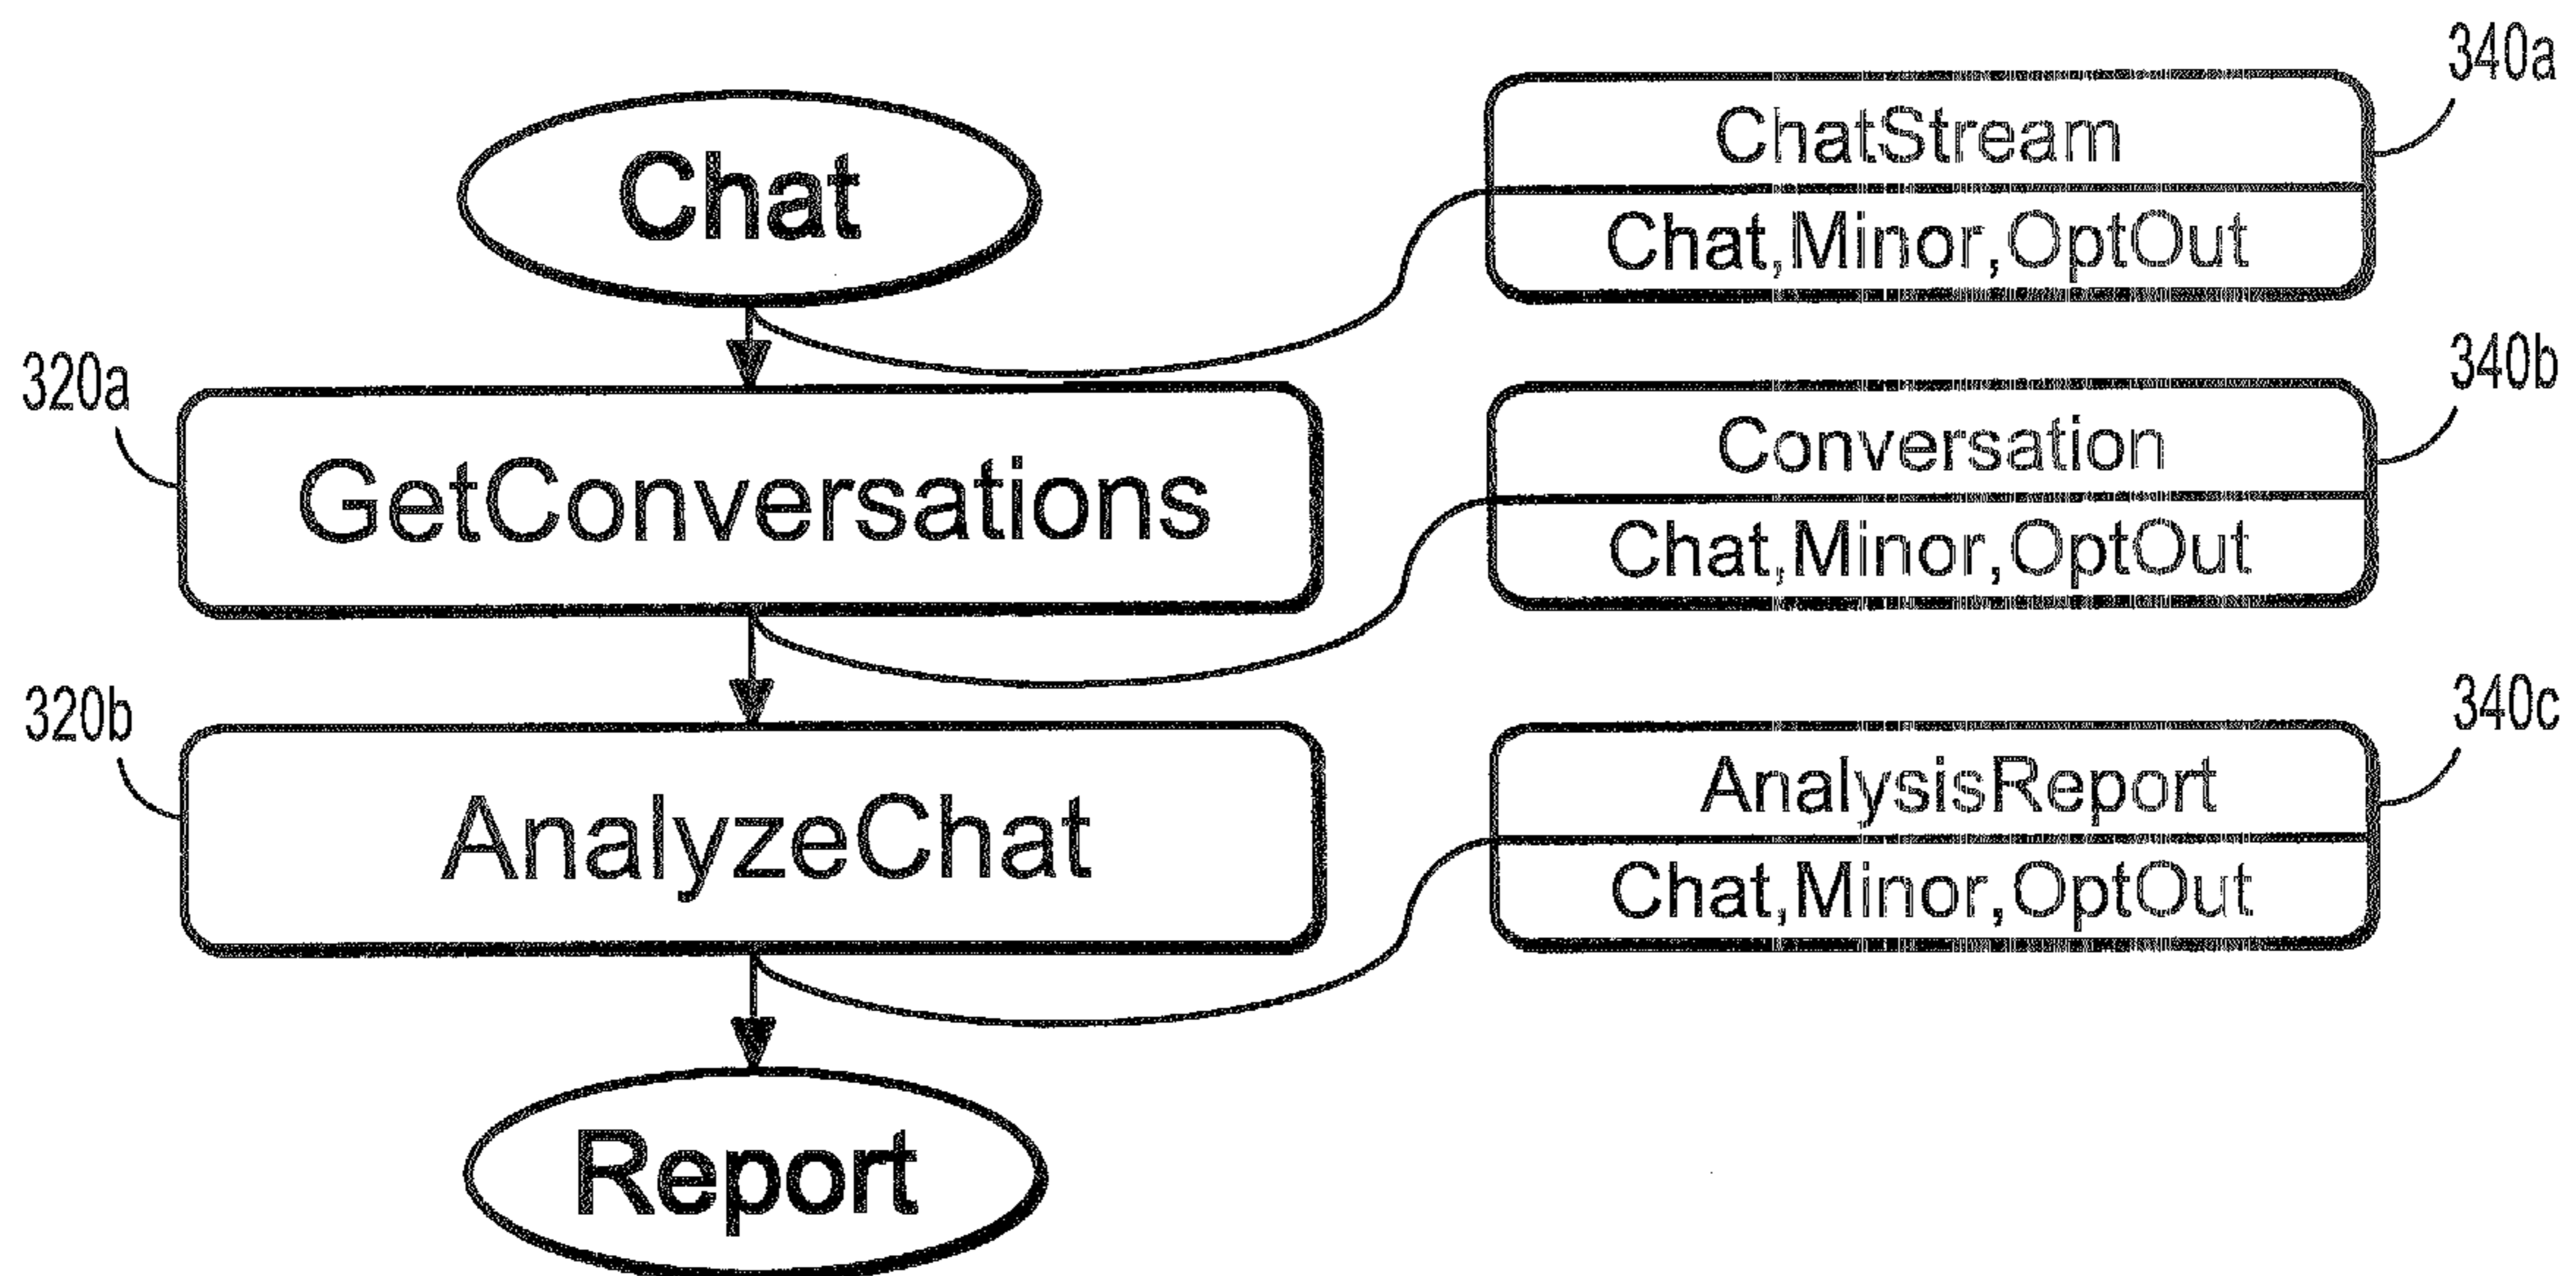 340a
ChatStream
Chat
Chat,Minor,OptOut
340b
320a
Conversation
GetConversations
Chat,Minor,OptOut
340c
320b
AnalysisReport
AnalyzeChat
Chat,Minor,OptOut
Report